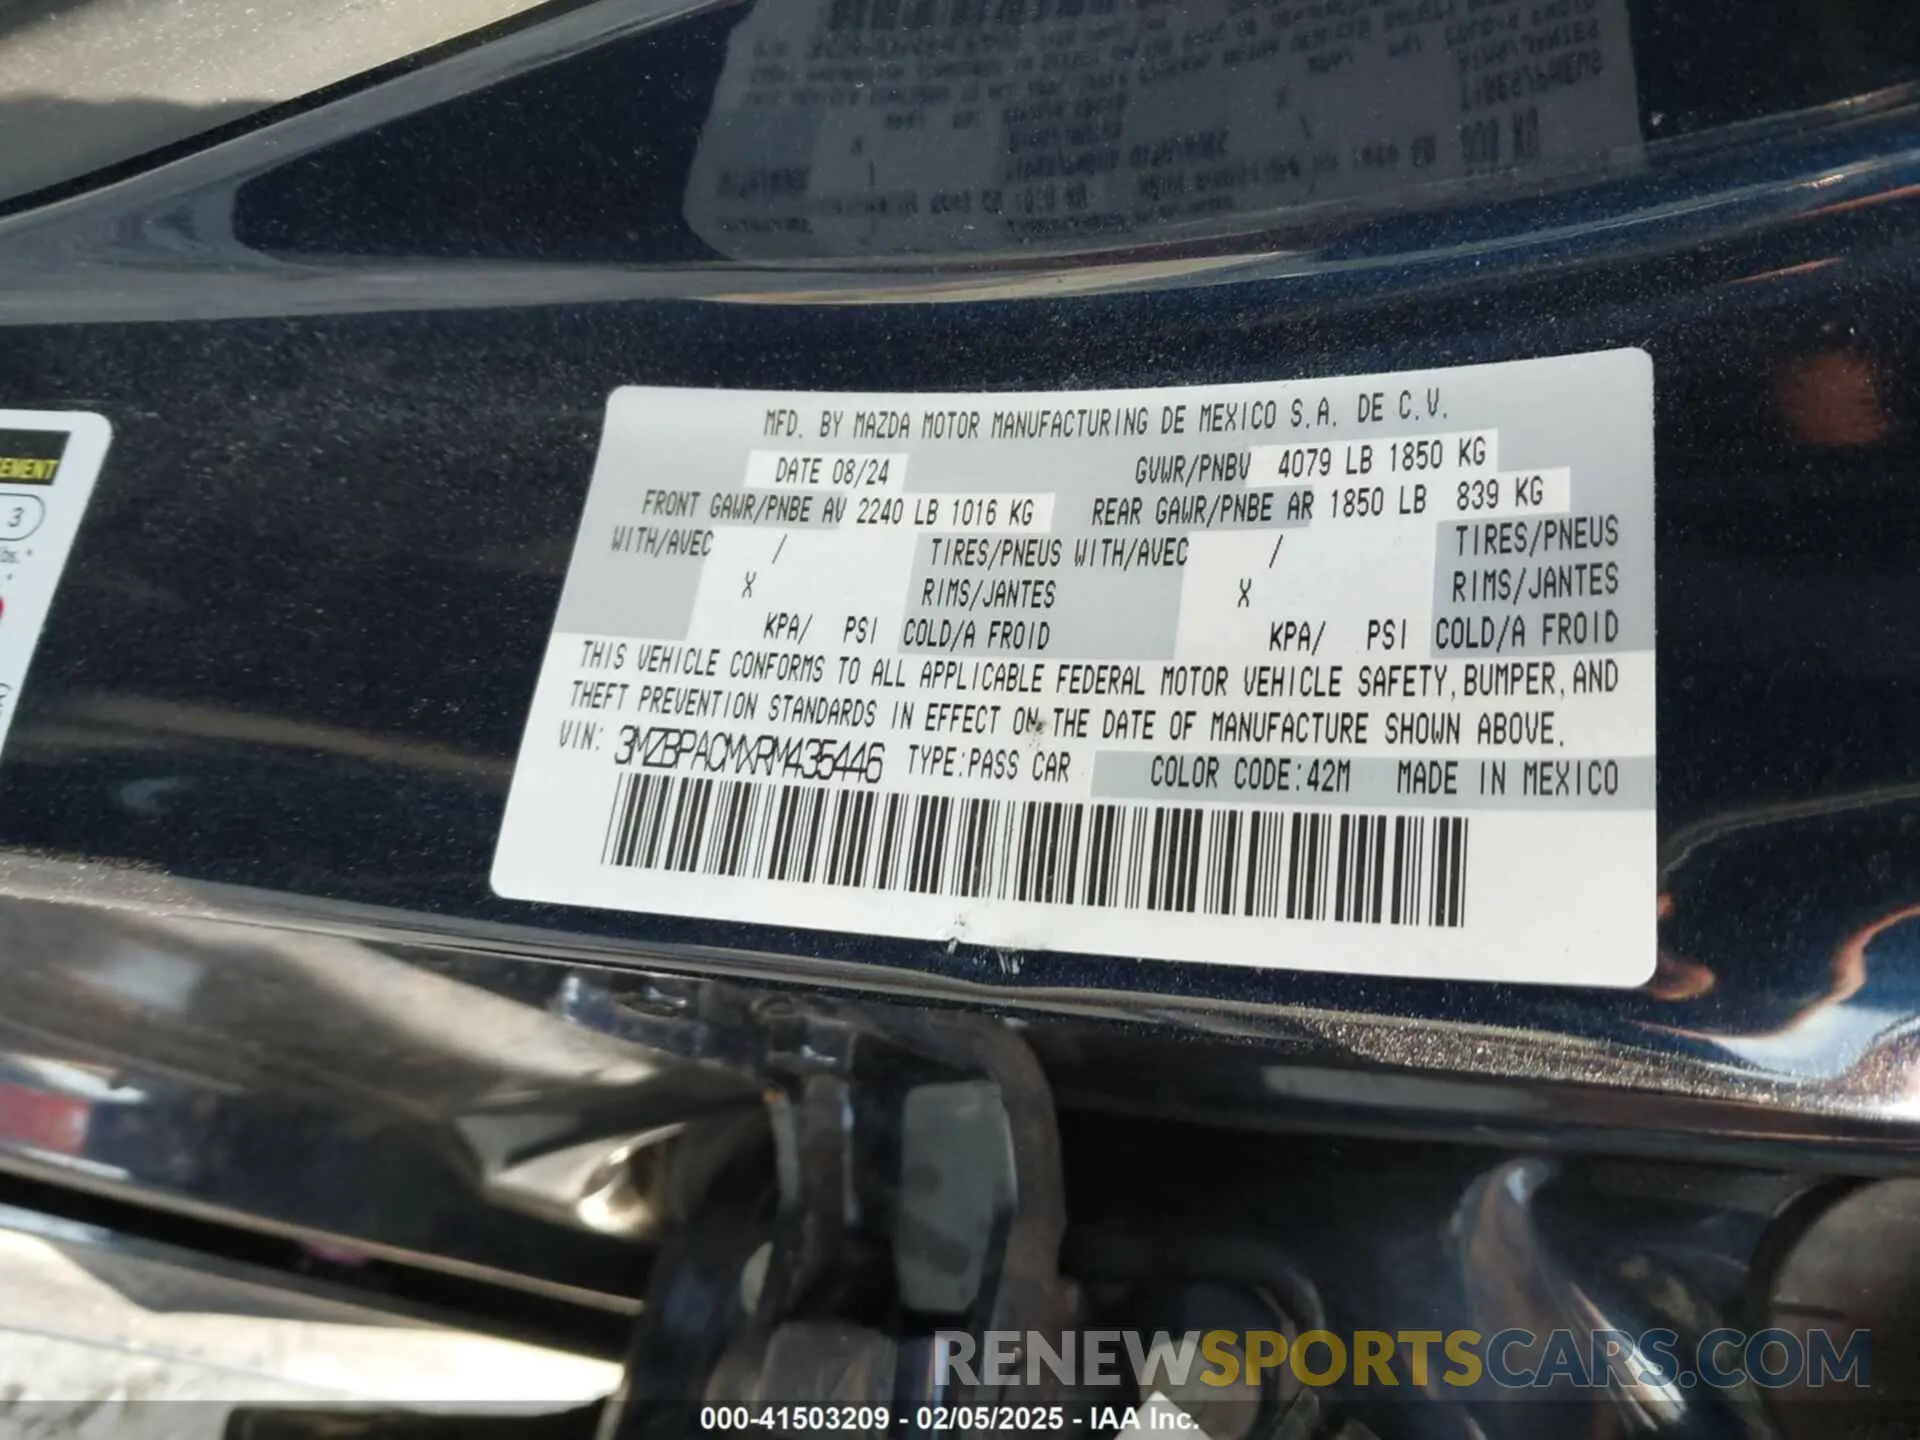 EMENT
3
lbs.*
MFD. BY MAZDA MOTOR MANUFACTURING DE MEXICO S.A. DE C.V.
DATE 08/24 GVWR/PNBV 4079 LB 1850 KG
FRONT GAWR/PNBE AV 2240 LB 1016 KG REAR GAWR/PNBE AR 1850 LB 839 KG
WITH/AVEC / TIRES/PNEUS WITH/AVEC / TIRES/PNEUS
X RIMS/JANTES X RIMS/JANTES
KPA/ PSI COLD/A FROID KPA/ PSI COLD/A FROID
THIS VEHICLE CONFORMS TO ALL APPLICABLE FEDERAL MOTOR VEHICLE SAFETY, BUMPER, AND
THEFT PREVENTION STANDARDS IN EFFECT ON THE DATE OF MANUFACTURE SHOWN ABOVE.
VIN: 3MZBPACMXRM435446 TYPE:PASS CAR COLOR CODE:42M MADE IN MEXICO
RENEWSPORTSCARS.COM
000-41503209 - 02/05/2025 - IAA Inc.